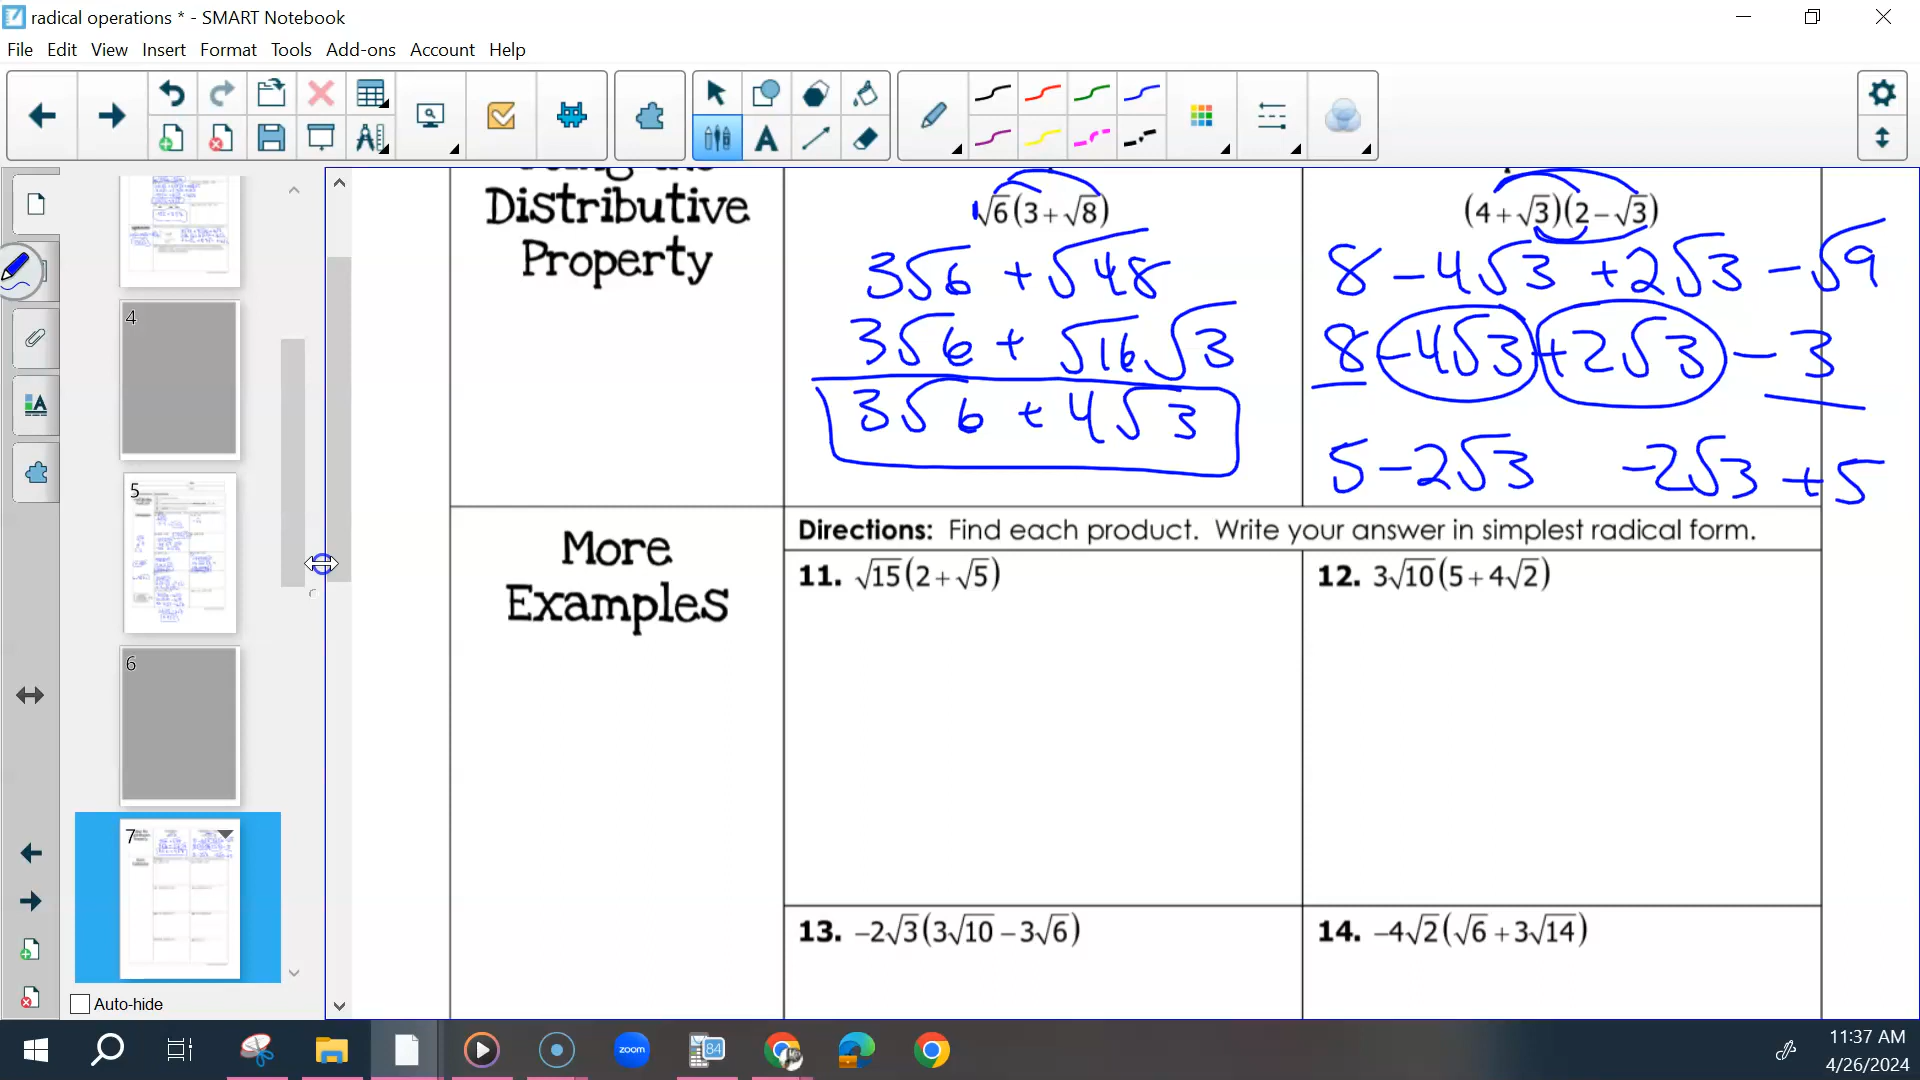 radical operations * - SMART Notebook
File Edit View Insert Format Tools Add-ons Account Help
4
5
6
7
Auto-hide
Distributive
Property
√6(3+√8)
3√6 + √48
3√6 + √16√3
3√6 + 4√3
(4+√3)(2−√3)
8 − 4√3 + 2√3 − √9
8 − 4√3 + 2√3 − 3
5 − 2√3 −2√3 + 5
More
Examples
Directions: Find each product. Write your answer in simplest radical form.
11. √15(2+√5)
12. 3√10(5+4√2)
13. −2√3(3√10−3√6)
14. −4√2(√6+3√14)
zoom
84
11:37 AM
4/26/2024